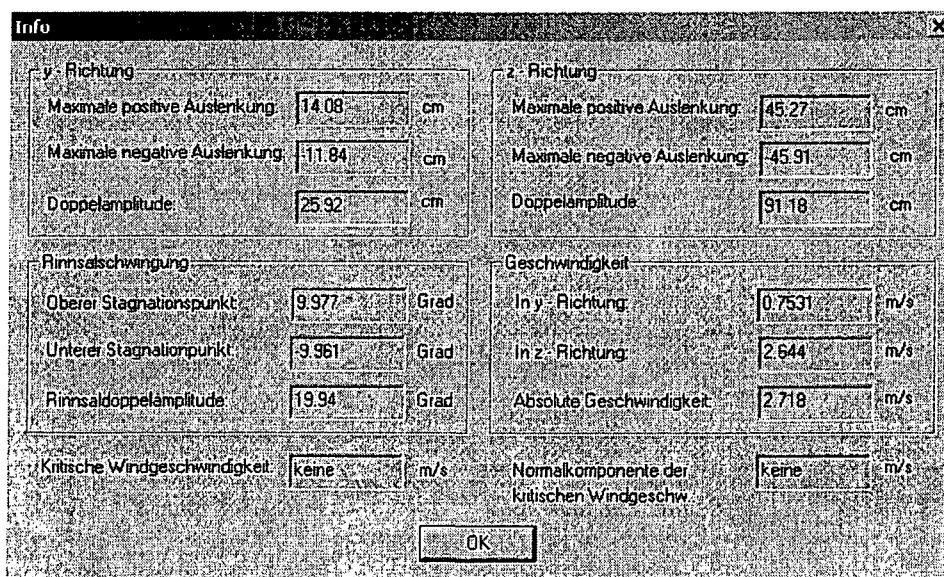 Info
y - Richtung
Maximale positive Auslenkung: 14.08 cm
Maximale negative Auslenkung: -11.84 cm
Doppelamplitude: 25.92 cm
z - Richtung
Maximale positive Auslenkung: 45.27 cm
Maximale negative Auslenkung: -45.91 cm
Doppelamplitude: 91.18 cm
Rinnsalschwingung
Oberer Stagnationspunkt: 9.977 Grad
Unterer Stagnationpunkt: -9.961 Grad
Rinnsaldoppelamplitude: 19.94 Grad
Geschwindigkeit
In y - Richtung: 0.7531 m/s
In z - Richtung: 2.644 m/s
Absolute Geschwindigkeit: 2.718 m/s
Kritische Windgeschwindigkeit: keine m/s
Normalkomponente der keine m/s
kritischen Windgeschw.
OK